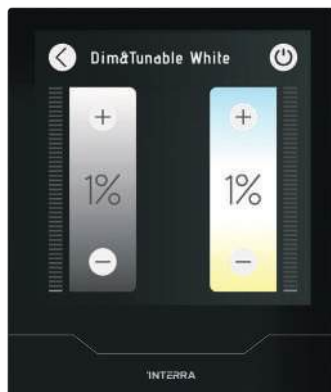 Dim&Tunable White
+ +
1% 1%
- -
INTERRA